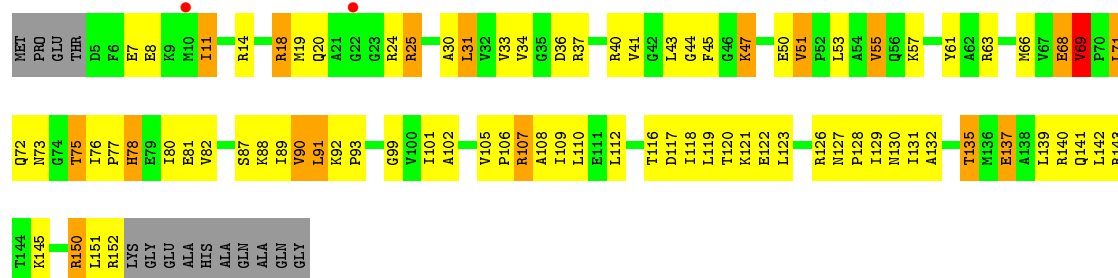 MET PRO GLU THR D5 F6 E7 E8 K9 M10 I11 R14 R18 M19 Q20 A21 G22 G23 R24 R25 A30 L31 V32 V33 V34 G35 D36 R37 R40 V41 G42 L43 G44 F45 G46 K47 E50 V51 P52 L53 A54 V55 Q56 K57 Y61 A62 R63 M66 V67 E68 V69 P70 L71
Q72 N73 G74 T75 I76 P77 H78 E79 I80 E81 V82 S87 K88 I89 V90 L91 K92 P93 G99 V100 I101 A102 V105 P106 R107 A108 I109 L110 E111 L112 T116 D117 I118 L119 T120 K121 E122 L123 R126 N127 P128 I129 N130 I131 A132 T135 M136 E137 A138 L139 R140 Q141 L142 R143
T144 K145 R150 L151 R152 LYS GLY GLU ALA HIS ALA GLN ALA GLN GLY